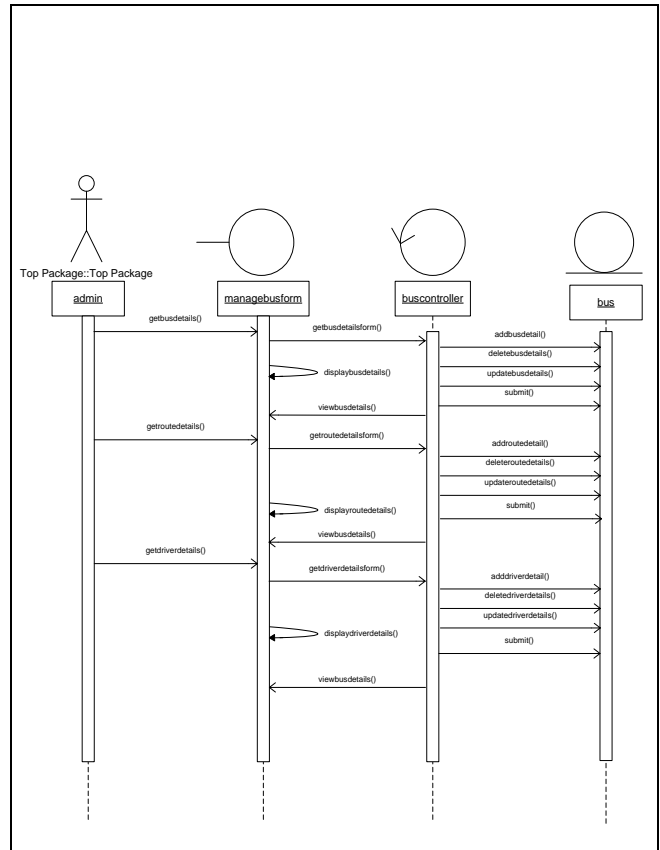 Top Package::Top Package
admin
managebusform
buscontroller
bus
getbusdetails()
getbusdetailsform()
addbusdetail()
deletebusdetails()
displaybusdetails()
updatebusdetails()
submit()
viewbusdetails()
getroutedetails()
getroutedetailsform()
addroutedetail()
deleteroutedetails()
updateroutedetails()
displayroutedetails()
submit()
viewbusdetails()
getdriverdetails()
getdriverdetailsform()
adddriverdetail()
deletedriverdetails()
updatedriverdetails()
displaydriverdetails()
submit()
viewbusdetails()